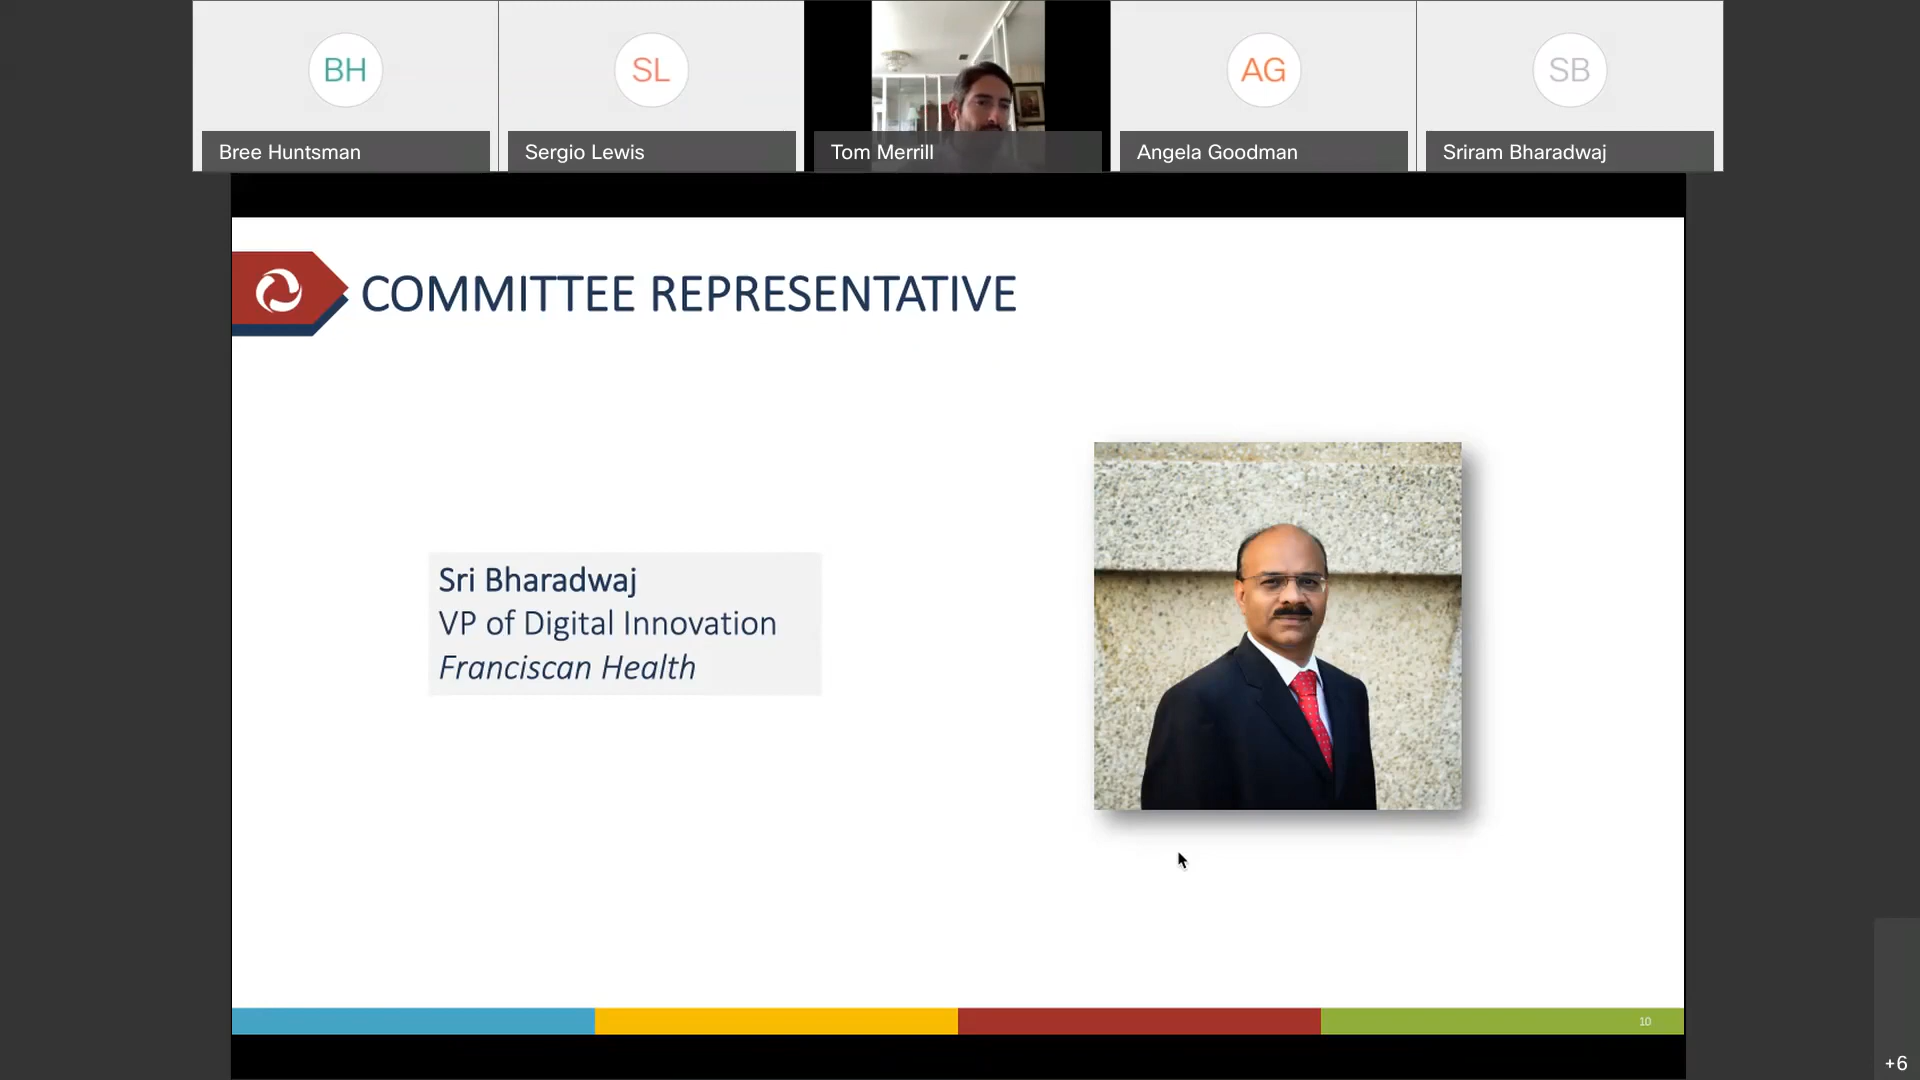 BH
SL
AG
SB
Bree Huntsman
Sergio Lewis
Tom Merrill
Angela Goodman
Sriram Bharadwaj
COMMITTEE REPRESENTATIVE
Sri Bharadwaj
VP of Digital Innovation
Franciscan Health
10
+6